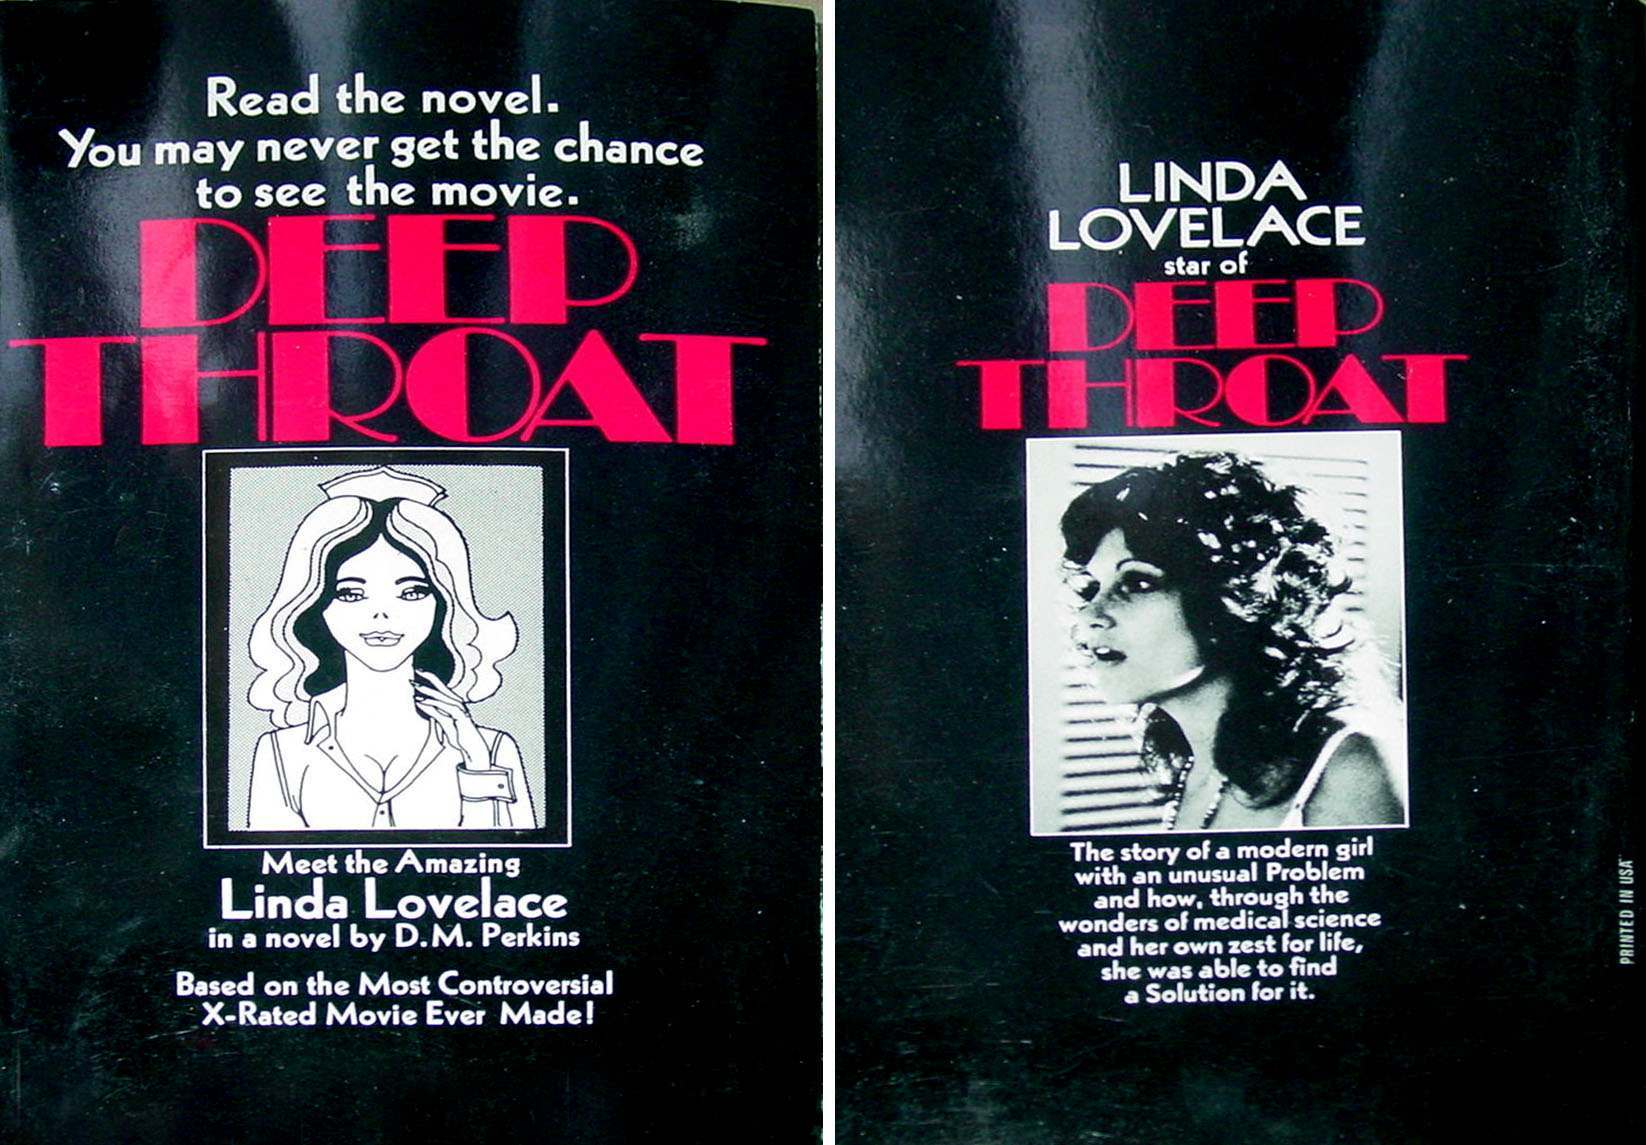 Read the novel.
You may never get the chance
to see the movie.
DEEP
THROAT
Meet the Amazing
Linda Lovelace
in a novel by D.M. Perkins
Based on the Most Controversial
X-Rated Movie Ever Made!
LINDA
LOVELACE
star of
DEEP
THROAT
The story of a modern girl
with an unusual Problem
and how, through the
wonders of medical science
and her own zest for life,
she was able to find
a Solution for it.
PRINTED IN USA